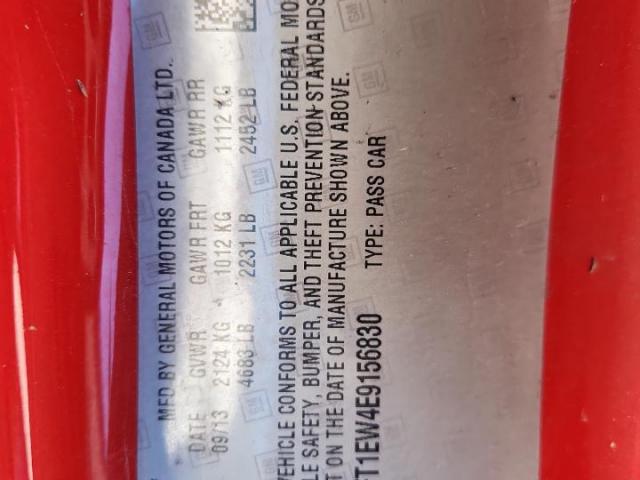 MFD BY GENERAL MOTORS OF CANADA LTD.
DATE GVWR GAWR FRT GAWR RR
09/13 2124 KG 1012 KG 1112 KG
4683 LB 2231 LB 2452 LB
VEHICLE CONFORMS TO ALL APPLICABLE U.S. FEDERAL MO
LE SAFETY, BUMPER, AND THEFT PREVENTION STANDARDS
T ON THE DATE OF MANUFACTURE SHOWN ABOVE.
FT1EW4E9156830 TYPE: PASS CAR